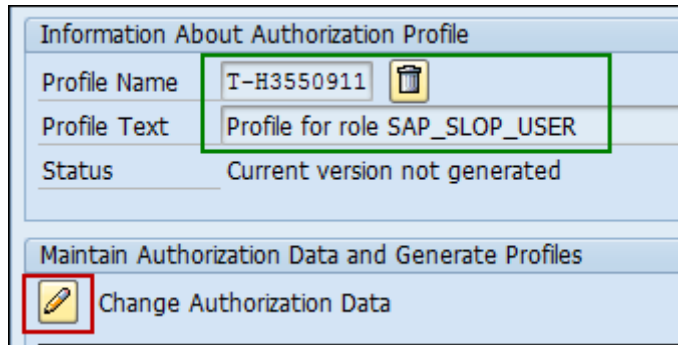 Information About Authorization Profile
Profile Name T-H3550911
Profile Text Profile for role SAP_SLOP_USER
Status Current version not generated
Maintain Authorization Data and Generate Profiles
Change Authorization Data